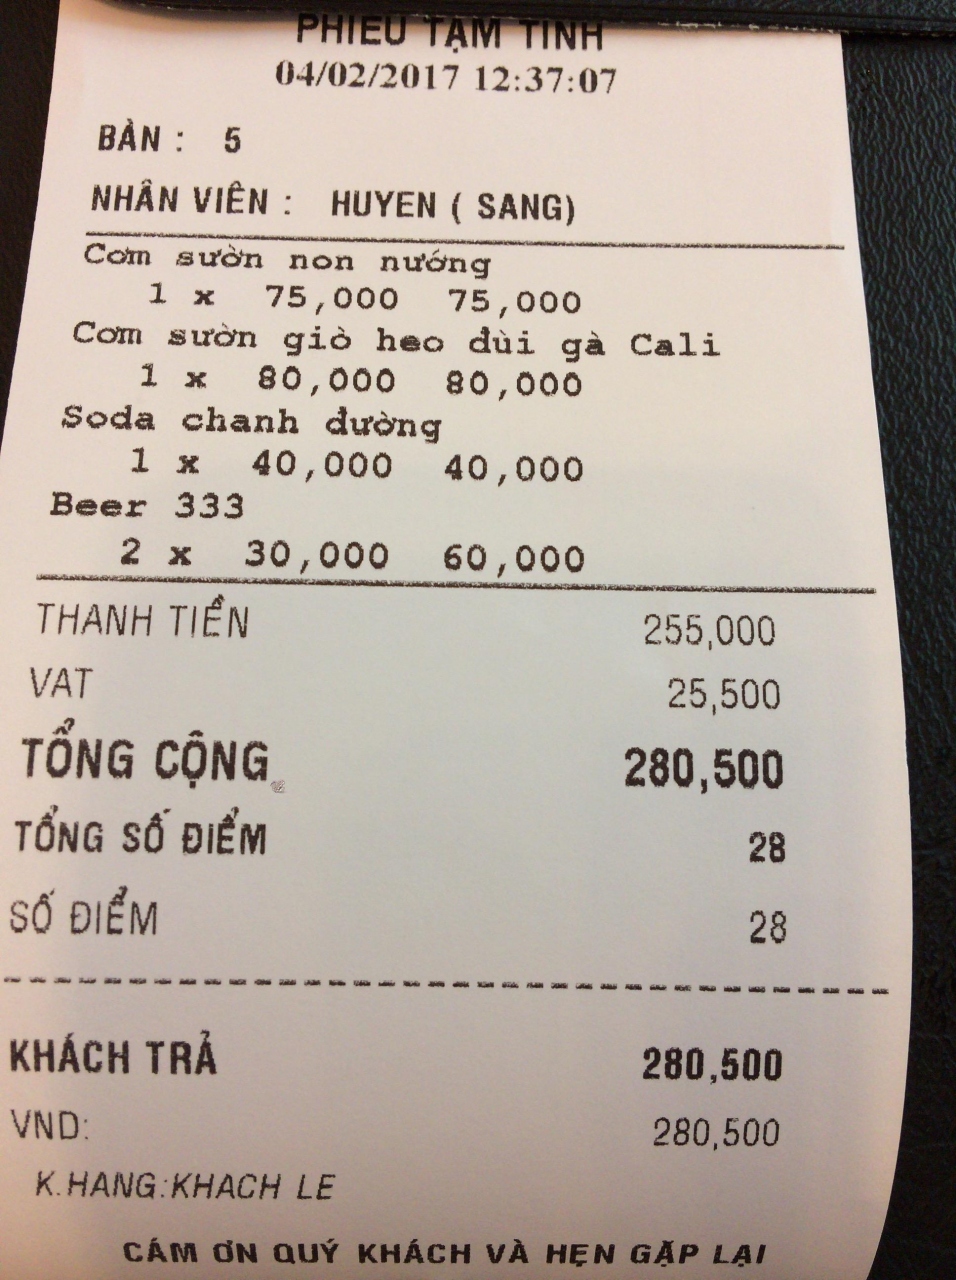 PHIẾU TẠM TÍNH
04/02/2017 12:37:07
BÀN : 5
NHÂN VIÊN : HUYEN ( SANG)
Cơm sườn non nướng
1 x 75,000 75,000
Cơm sườn giò heo đùi gà Cali
1 x 80,000 80,000
Soda chanh đường
1 x 40,000 40,000
Beer 333
2 x 30,000 60,000
THANH TIỀN 255,000
VAT 25,500
TỔNG CỘNG 280,500
TỔNG SỐ ĐIỂM 28
SỐ ĐIỂM 28
KHÁCH TRẢ 280,500
VND: 280,500
K.HANG:KHACH LE
CÁM ƠN QUÝ KHÁCH VÀ HẸN GẶP LẠI